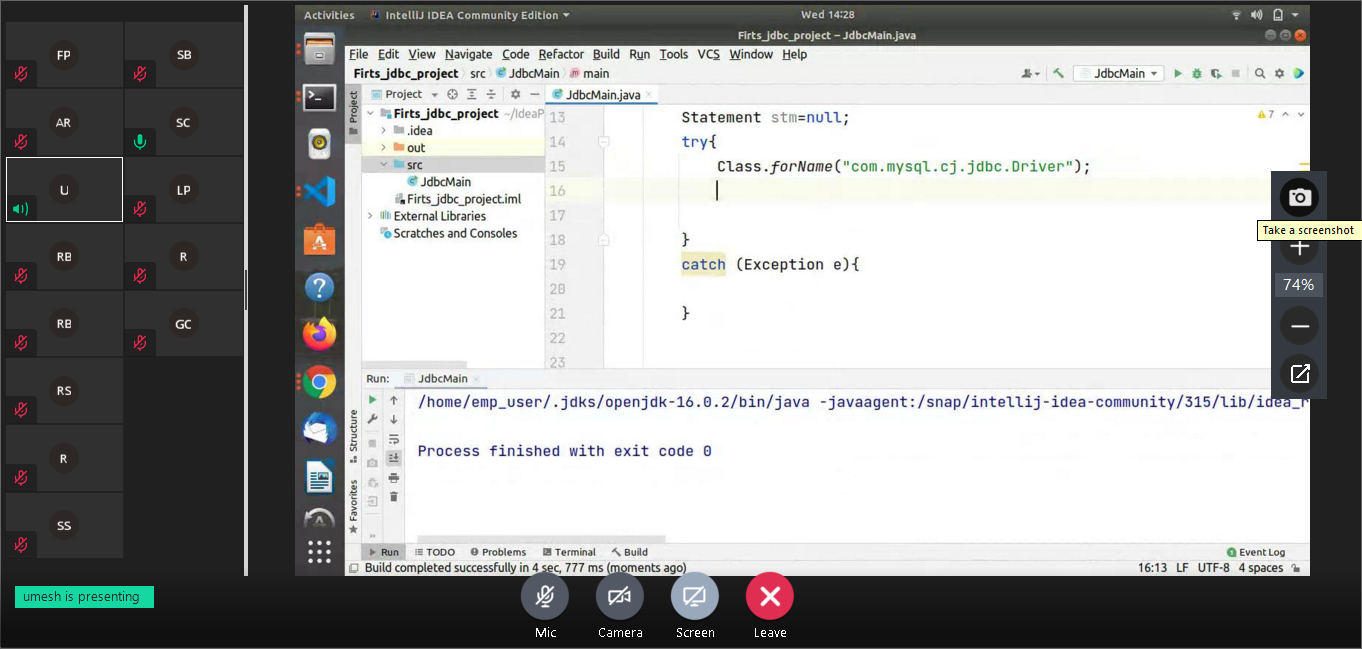 FP
SB
AR
SC
U
LP
RB
R
RB
GC
RS
R
SS
umesh is presenting
Activities
IntelliJ IDEA Community Edition
Wed 14:28
Firts_jdbc_project – JdbcMain.java
File Edit View Navigate Code Refactor Build Run Tools VCS Window Help
Firts_jdbc_project src JdbcMain main
JdbcMain
Project
Project
JdbcMain.java
Firts_jdbc_project ~/IdeaP
.idea
out
src
JdbcMain
Firts_jdbc_project.iml
External Libraries
Scratches and Consoles
13 Statement stm=null;
14 try{
15 Class.forName("com.mysql.cj.jdbc.Driver");
16
17
18 }
19 catch (Exception e){
20
21 }
22
23
7
Take a screenshot
74%
Run: JdbcMain
/home/emp_user/.jdks/openjdk-16.0.2/bin/java -javaagent:/snap/intellij-idea-community/315/lib/idea_r
Process finished with exit code 0
Structure
Favorites
Run TODO Problems Terminal Build
1 Event Log
Build completed successfully in 4 sec, 777 ms (moments ago)
16:13 LF UTF-8 4 spaces
Mic
Camera
Screen
Leave